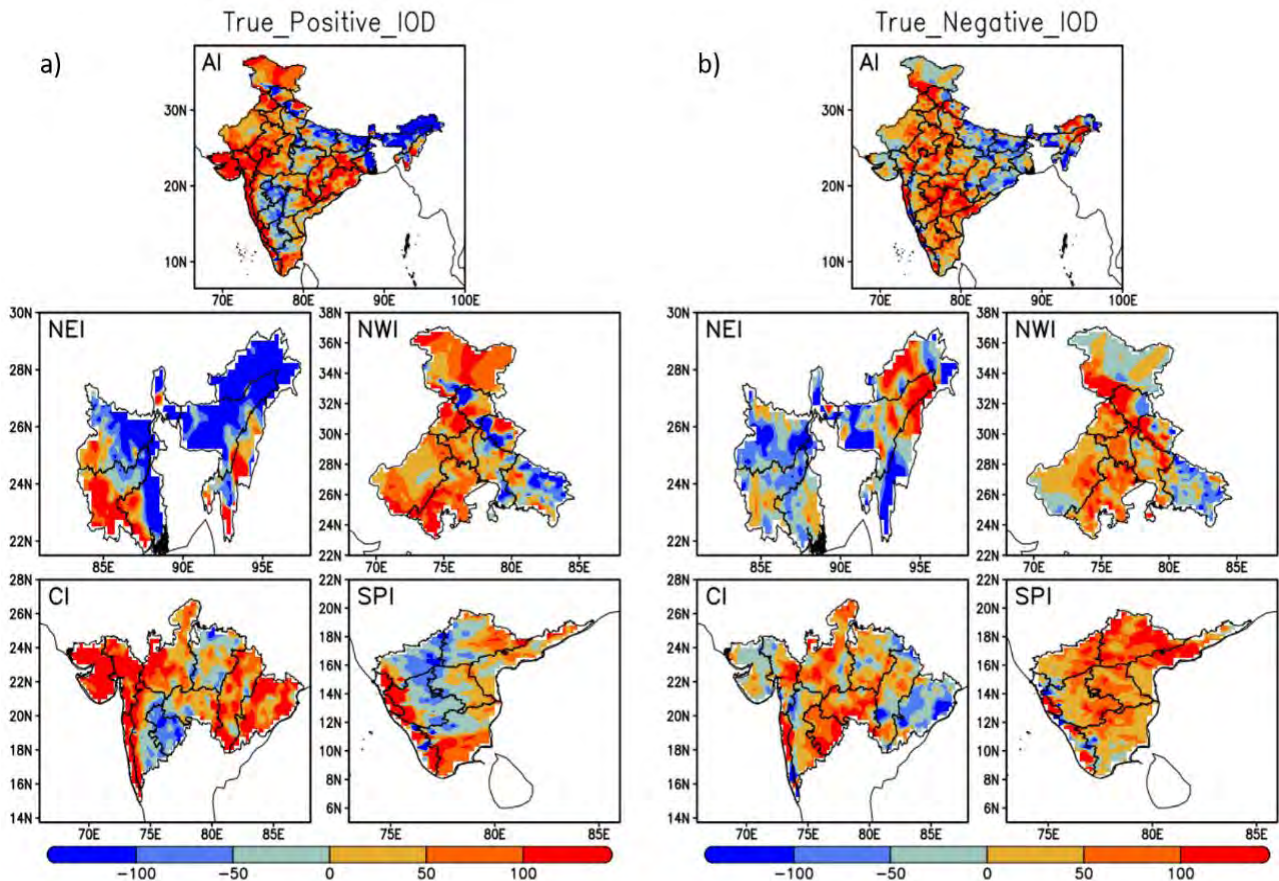 True_Positive_IOD
True_Negative_IOD
a)
AI
30N
20N
10N
70E 80E 90E 100E
b)
AI
30N
20N
10N
70E 80E 90E 100E
NEI
30N
28N
26N
24N
22N
85E 90E 95E
NWI
38N
36N
34N
32N
30N
28N
26N
24N
22N
70E 75E 80E 85E
NEI
30N
28N
26N
24N
22N
85E 90E 95E
NWI
38N
36N
34N
32N
30N
28N
26N
24N
22N
70E 75E 80E 85E
CI
28N
26N
24N
22N
20N
18N
16N
14N
70E 75E 80E 85E
SPI
22N
20N
18N
16N
14N
12N
10N
8N
6N
75E 80E 85E
CI
28N
26N
24N
22N
20N
18N
16N
14N
70E 75E 80E 85E
SPI
22N
20N
18N
16N
14N
12N
10N
8N
6N
75E 80E 85E
−100 −50 0 50 100
−100 −50 0 50 100